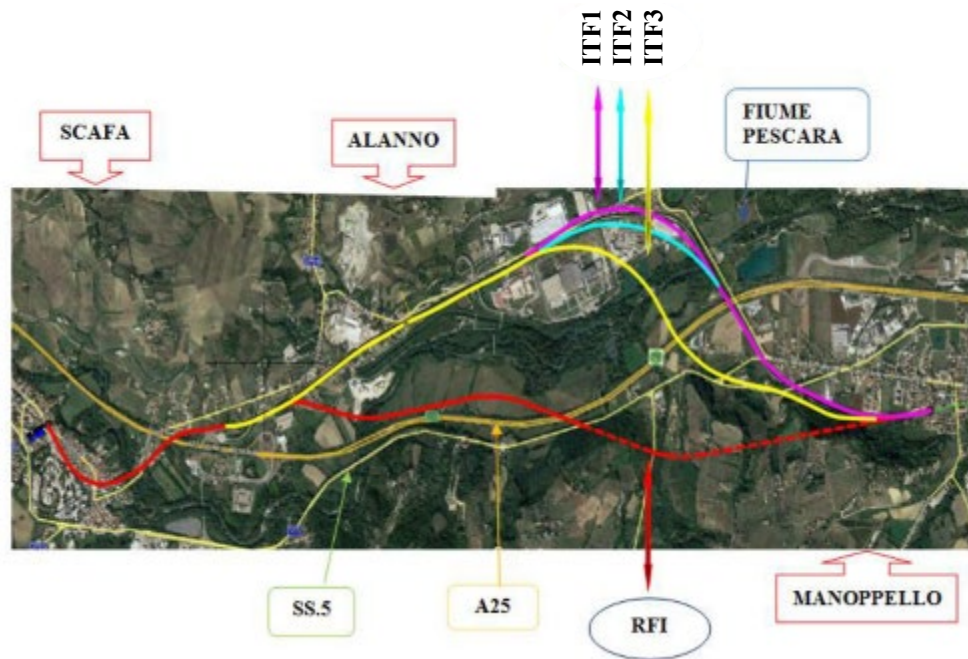 ITF1
ITF2
ITF3
SCAFA
ALANNO
FIUME
PESCARA
SS.5
A25
RFI
MANOPPELLO